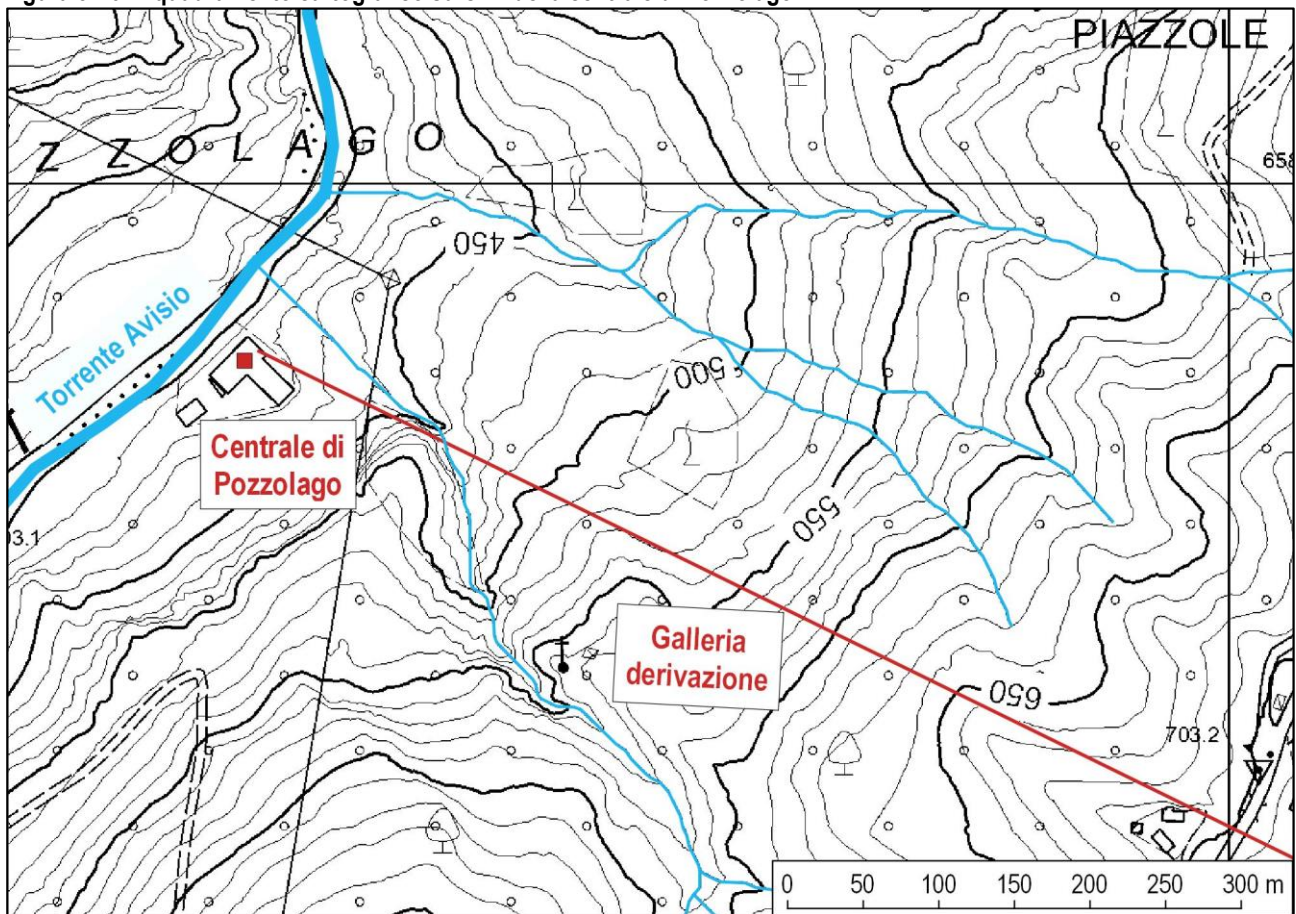 PIAZZOLE
Z Z O L A G O
658
450
Torrente Avisio
500
Centrale di
Pozzolago
550
03.1
Galleria
derivazione
650
703.2
0 50 100 150 200 250 300 m